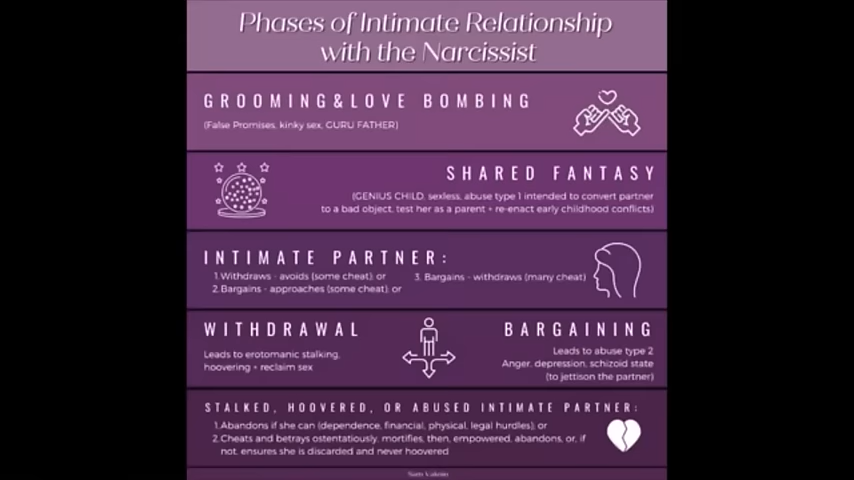 Phases of Intimate Relationship
with the Narcissist
GROOMING&LOVE BOMBING
(False Promises, kinky sex, GURU FATHER)
SHARED FANTASY
(GENIUS CHILD, sexless, abuse type 1 intended to convert partner
to a bad object, test her as a parent + re-enact early childhood conflicts)
INTIMATE PARTNER:
1. Withdraws - avoids (some cheat); or
2. Bargains - approaches (some cheat); or
3. Bargains - withdraws (many cheat)
WITHDRAWAL
Leads to erotomanic stalking,
hoovering + reclaim sex
BARGAINING
Leads to abuse type 2
Anger, depression, schizoid state
(to jettison the partner)
STALKED, HOOVERED, OR ABUSED INTIMATE PARTNER:
1. Abandons if she can (dependence, financial, physical, legal hurdles); or
2. Cheats and betrays ostentatiously, mortifies, then, empowered, abandons, or, if
not, ensures she is discarded and never hoovered